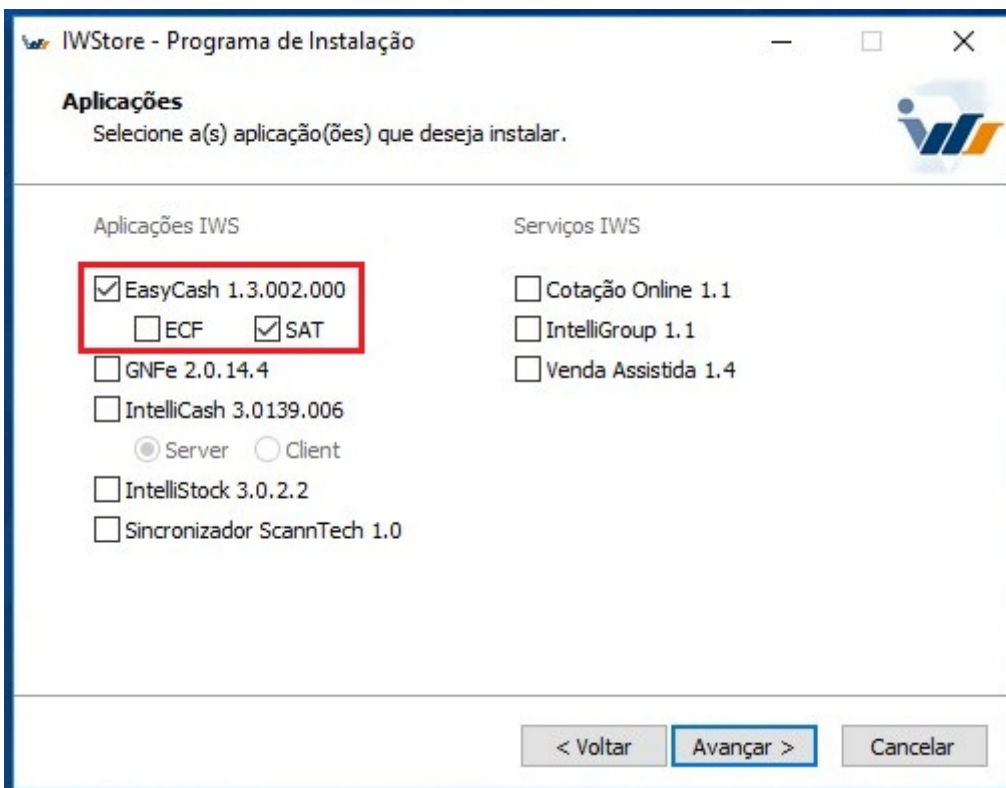 IWStore - Programa de Instalação
Aplicações
Selecione a(s) aplicação(ões) que deseja instalar.
iws
Aplicações IWS
EasyCash 1.3.002.000
ECF SAT
GNFe 2.0.14.4
IntelliCash 3.0139.006
Server Client
IntelliStock 3.0.2.2
Sincronizador ScannTech 1.0
Serviços IWS
Cotação Online 1.1
IntelliGroup 1.1
Venda Assistida 1.4
< Voltar Avançar > Cancelar